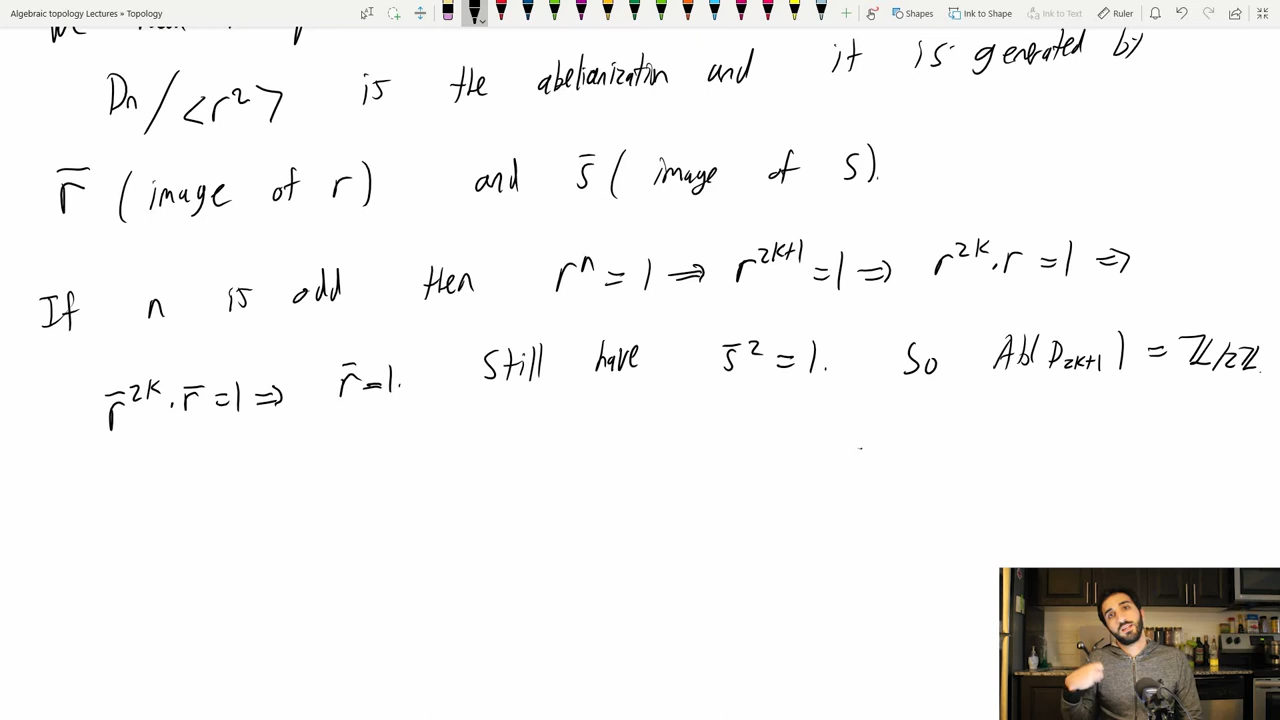 Algebraic topology Lectures » Topology
Shapes Ink to Shape Ink to Text Ruler
Dn/<r²> is the abelianization and it is generated by
r̄ (image of r) and s̄ (image of s).
If n is odd then rⁿ = 1 ⇒ r²ᵏ⁺¹ = 1 ⇒ r²ᵏ · r = 1 ⇒
r̄²ᵏ · r̄ = 1 ⇒ r̄ = 1. Still have s̄² = 1. So Ab(D₂ₖ₊₁) = ℤ/2ℤ.